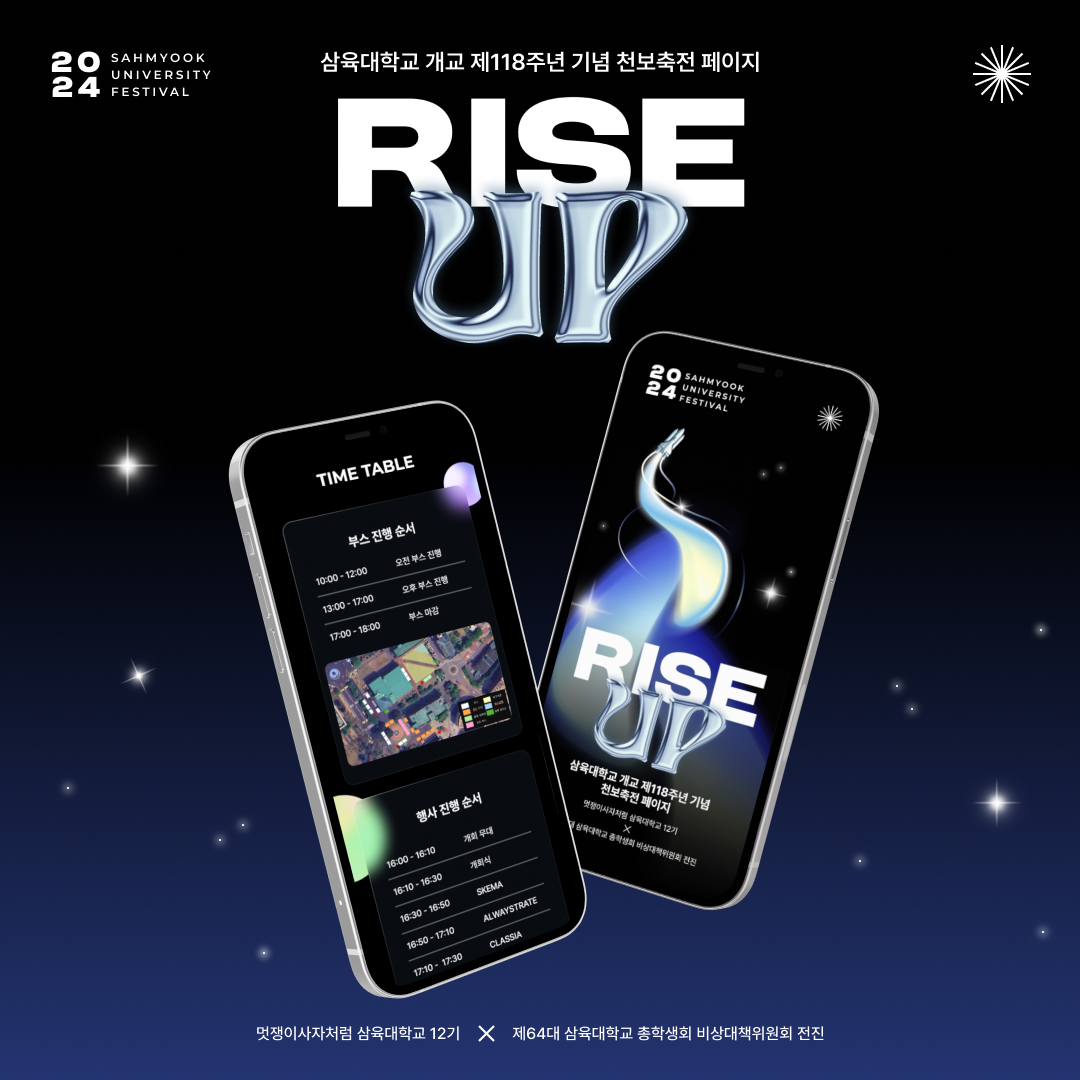 20
24
SAHMYOOK
UNIVERSITY
FESTIVAL
삼육대학교 개교 제118주년 기념 천보축전 페이지
RISE
UP
TIME TABLE
부스 진행 순서
10:00 - 12:00 오전 부스 진행
13:00 - 17:00 오후 부스 진행
17:00 - 18:00 부스 마감
행사 진행 순서
16:00 - 16:10 개회 무대
16:10 - 16:30 개회식
16:30 - 16:50 SKEMA
16:50 - 17:10 ALWAYSTRATE
17:10 - 17:30 CLASSIA
20
24
SAHMYOOK
UNIVERSITY
FESTIVAL
RISE
UP
삼육대학교 개교 제118주년 기념
천보축전 페이지
멋쟁이사자처럼 삼육대학교 12기
×
대 삼육대학교 총학생회 비상대책위원회 전진
멋쟁이사자처럼 삼육대학교 12기 × 제64대 삼육대학교 총학생회 비상대책위원회 전진